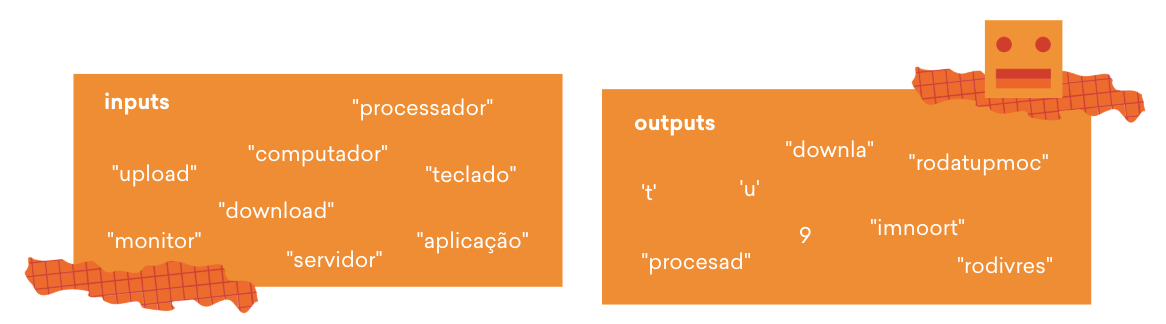 inputs
"processador"
"computador"
"upload"
"teclado"
"download"
"monitor"
"aplicação"
"servidor"
outputs
"downla"
"rodatupmoc"
't'
'u'
9
"imnoort"
"procesad"
"rodivres"